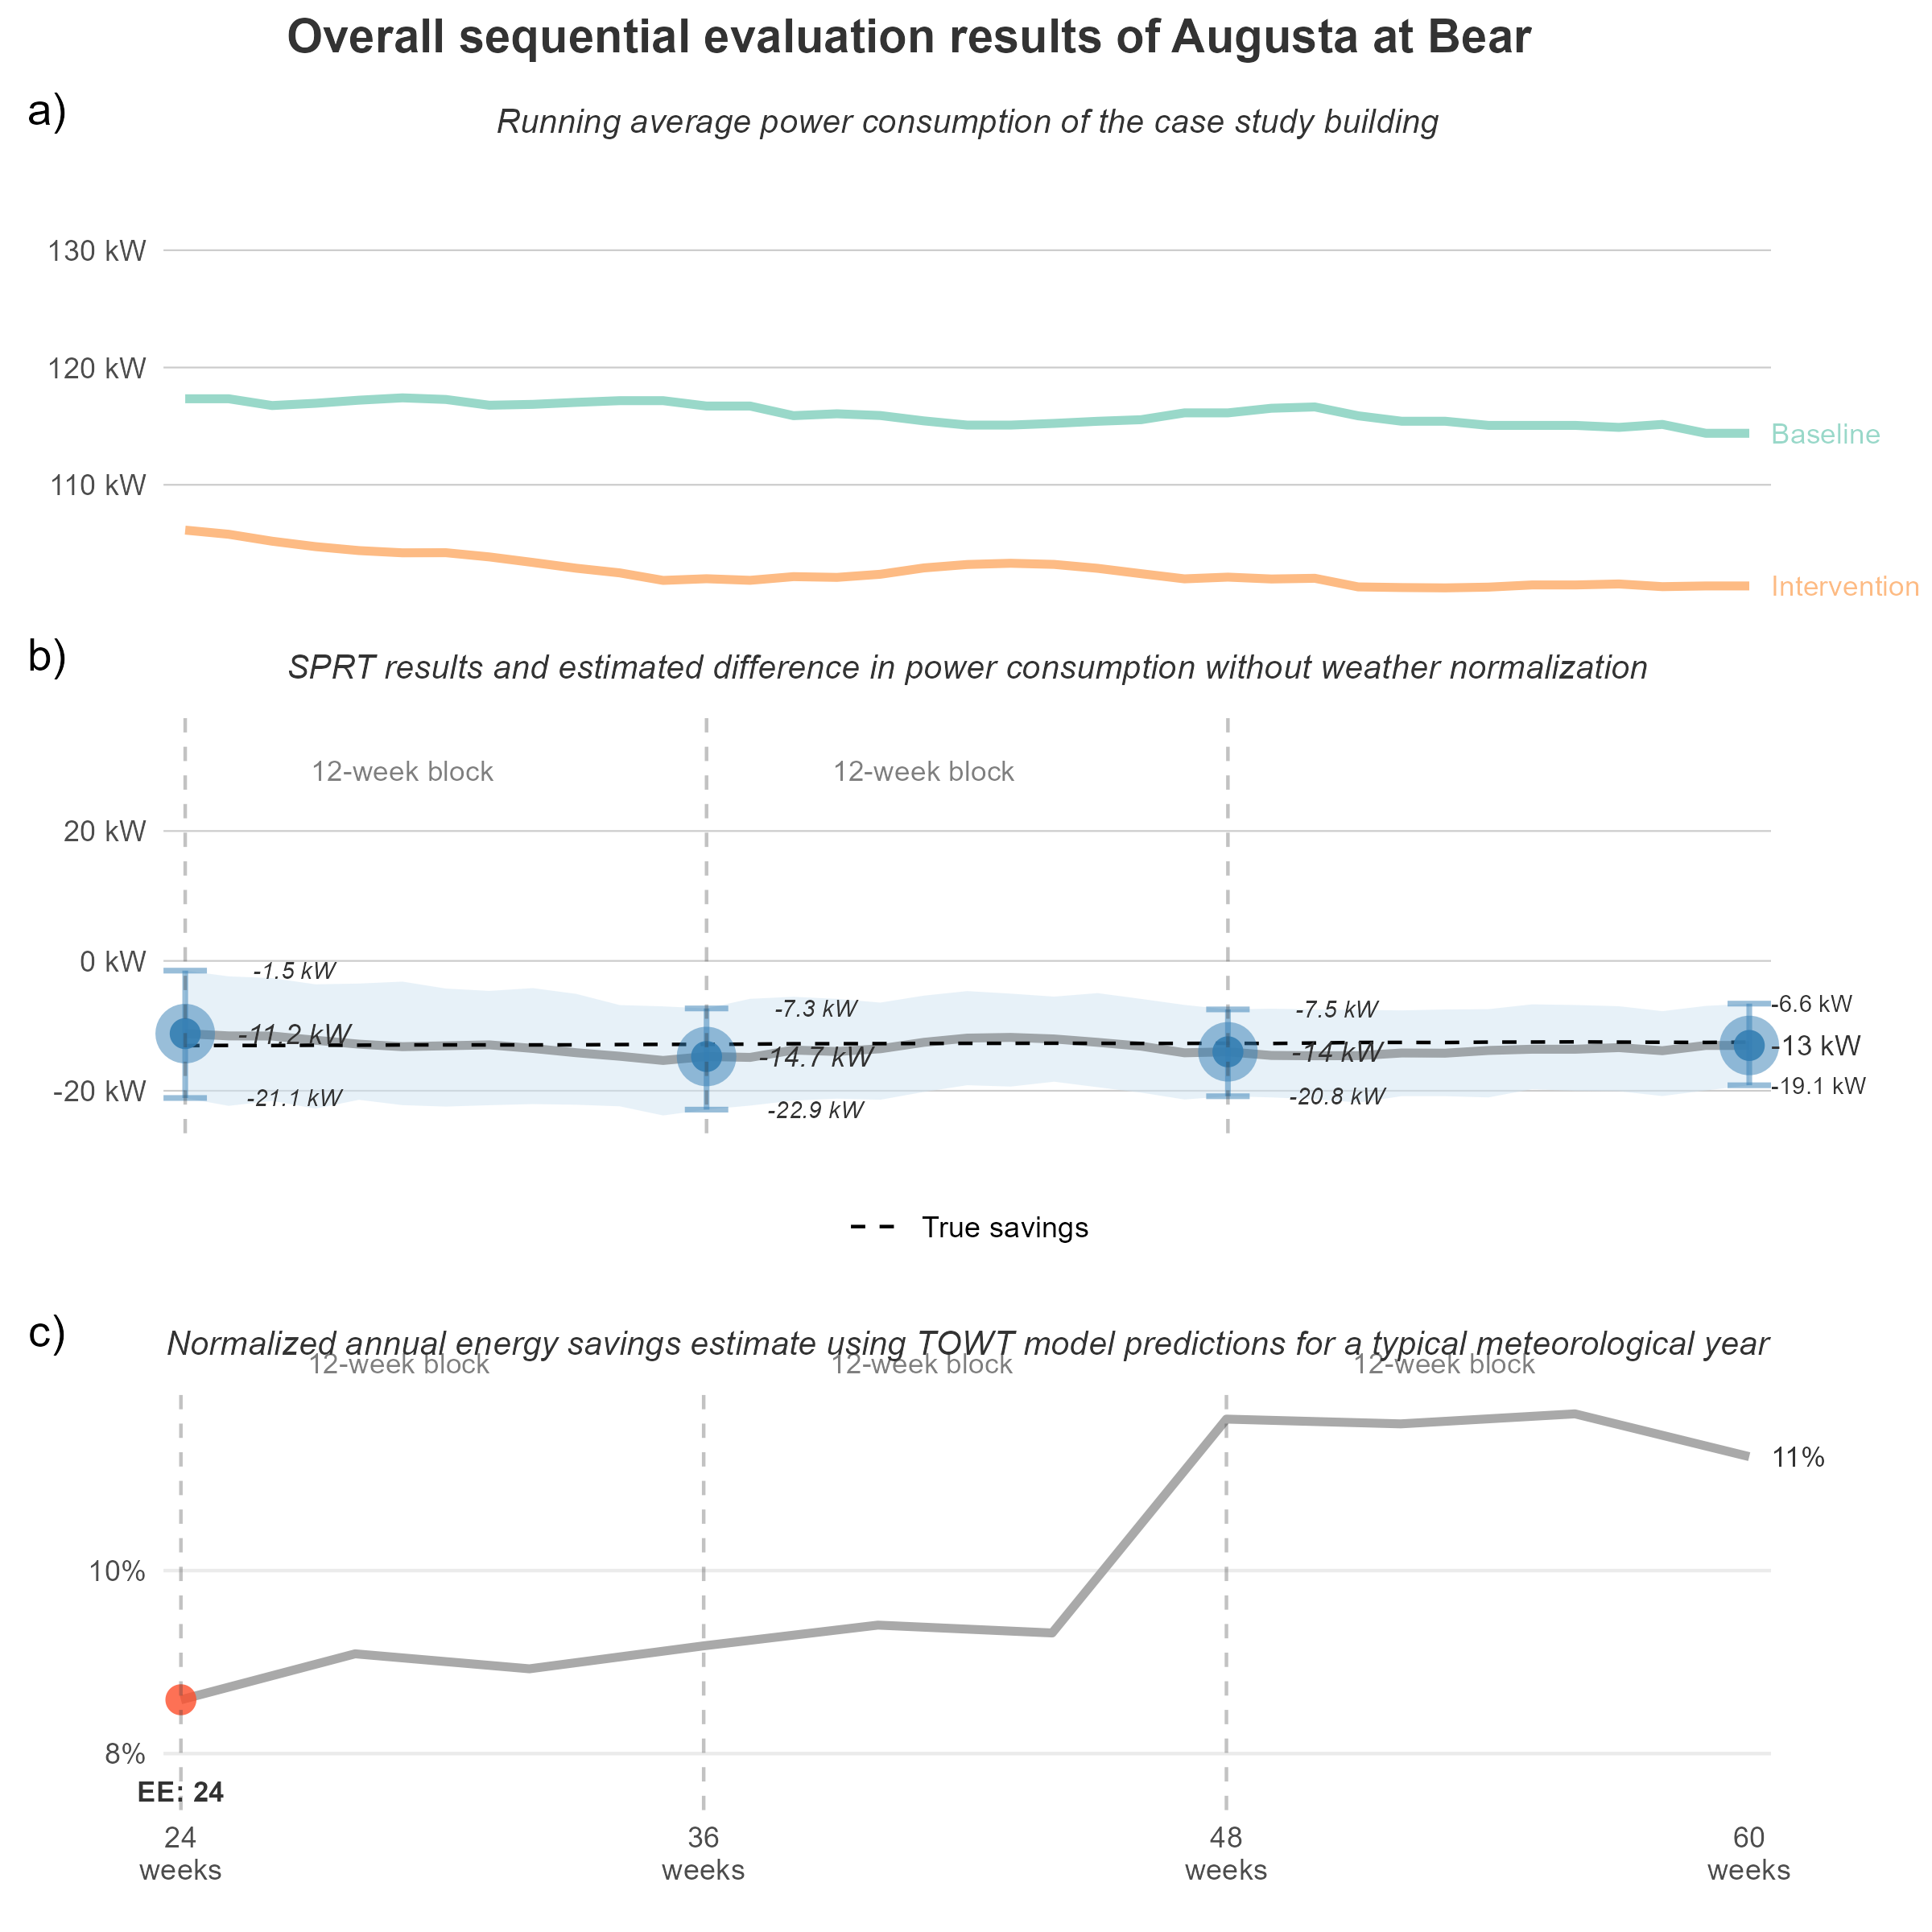 Overall sequential evaluation results of Augusta at Bear
a)
Running average power consumption of the case study building
130 kW
120 kW
110 kW
Baseline
Intervention
b)
SPRT results and estimated difference in power consumption without weather normalization
12-week block
12-week block
20 kW
0 kW
-20 kW
-1.5 kW
-11.2 kW
-21.1 kW
-7.3 kW
-14.7 kW
-22.9 kW
-7.5 kW
-14 kW
-20.8 kW
-6.6 kW
-13 kW
-19.1 kW
True savings
c)
Normalized annual energy savings estimate using TOWT model predictions for a typical meteorological year
12-week block
12-week block
12-week block
11%
10%
8%
EE: 24
24
weeks
36
weeks
48
weeks
60
weeks